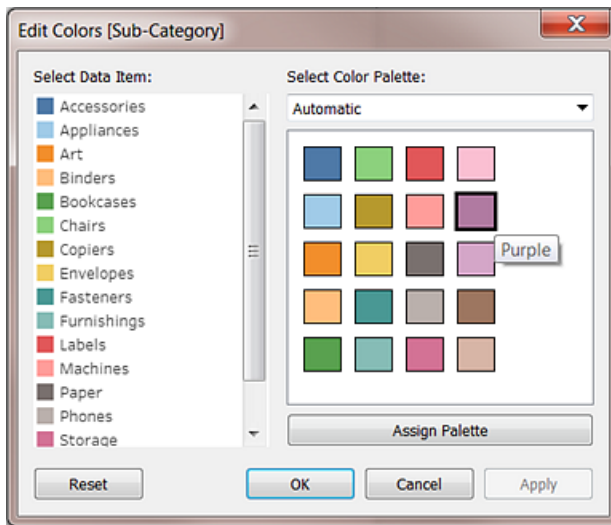 Edit Colors [Sub-Category]
X
Select Data Item:
Accessories
Appliances
Art
Binders
Bookcases
Chairs
Copiers
Envelopes
Fasteners
Furnishings
Labels
Machines
Paper
Phones
Storage
Select Color Palette:
Automatic
Purple
Assign Palette
Reset
OK
Cancel
Apply